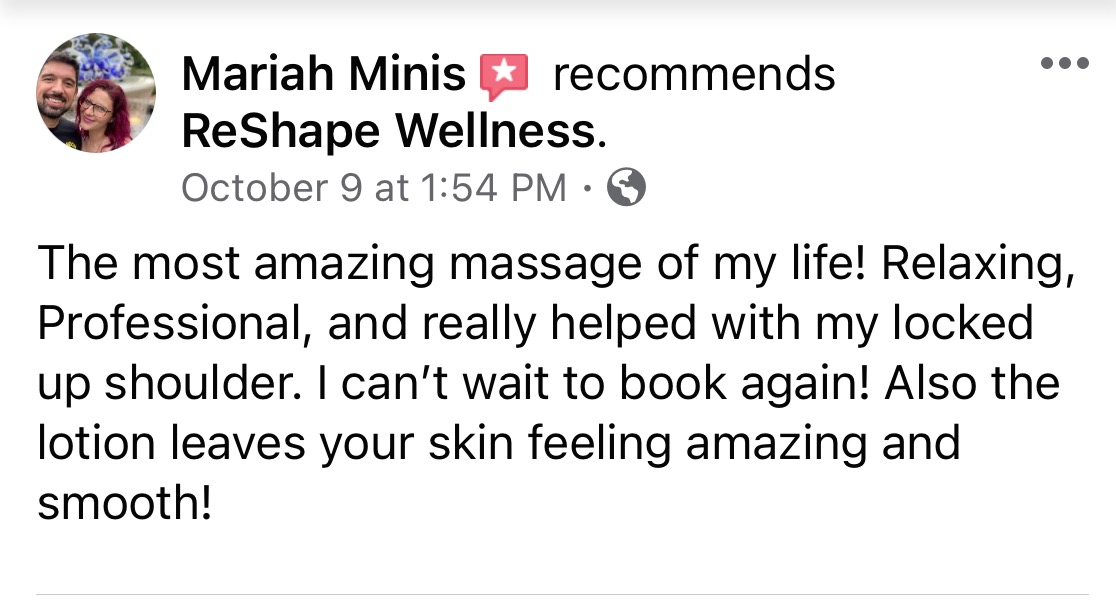 Mariah Minis recommends
ReShape Wellness.
October 9 at 1:54 PM ·
The most amazing massage of my life! Relaxing,
Professional, and really helped with my locked
up shoulder. I can’t wait to book again! Also the
lotion leaves your skin feeling amazing and
smooth!